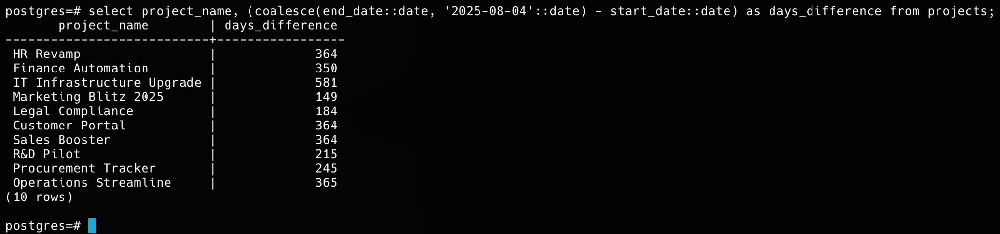 postgres=# select project_name, (coalesce(end_date::date, '2025-08-04'::date) - start_date::date) as days_difference from projects;
       project_name        | days_difference
---------------------------+-----------------
 HR Revamp                 |             364
 Finance Automation        |             350
 IT Infrastructure Upgrade |             581
 Marketing Blitz 2025      |             149
 Legal Compliance          |             184
 Customer Portal           |             364
 Sales Booster             |             364
 R&D Pilot                 |             215
 Procurement Tracker       |             245
 Operations Streamline     |             365
(10 rows)

postgres=#